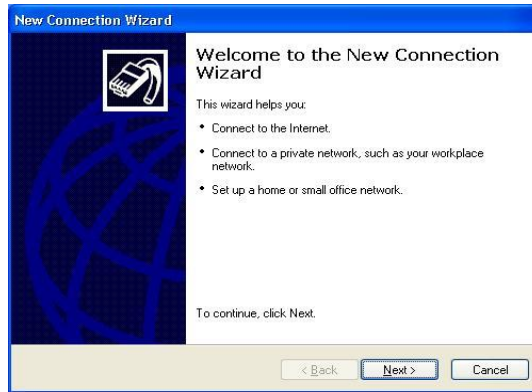 New Connection Wizard
Welcome to the New Connection
Wizard
This wizard helps you:
• Connect to the Internet.
• Connect to a private network, such as your workplace
network.
• Set up a home or small office network.
To continue, click Next.
< Back
Next >
Cancel